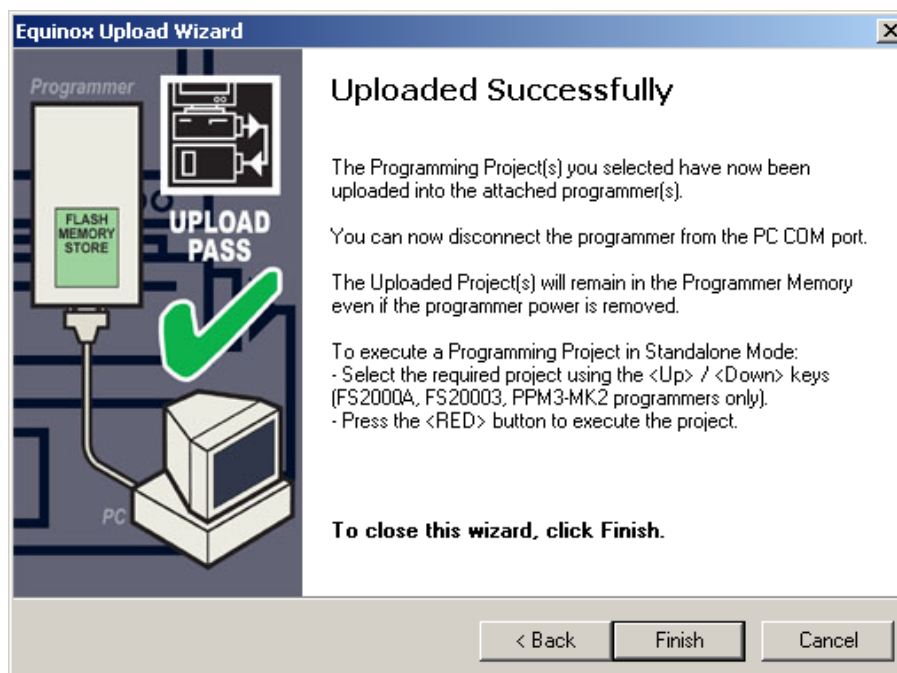 Equinox Upload Wizard
Programmer
FLASH
MEMORY
STORE
UPLOAD
PASS
PC
Uploaded Successfully
The Programming Project(s) you selected have now been
uploaded into the attached programmer(s).
You can now disconnect the programmer from the PC COM port.
The Uploaded Project(s) will remain in the Programmer Memory
even if the programmer power is removed.
To execute a Programming Project in Standalone Mode:
- Select the required project using the <Up> / <Down> keys
(FS2000A, FS20003, PPM3-MK2 programmers only).
- Press the <RED> button to execute the project.
To close this wizard, click Finish.
< Back
Finish
Cancel